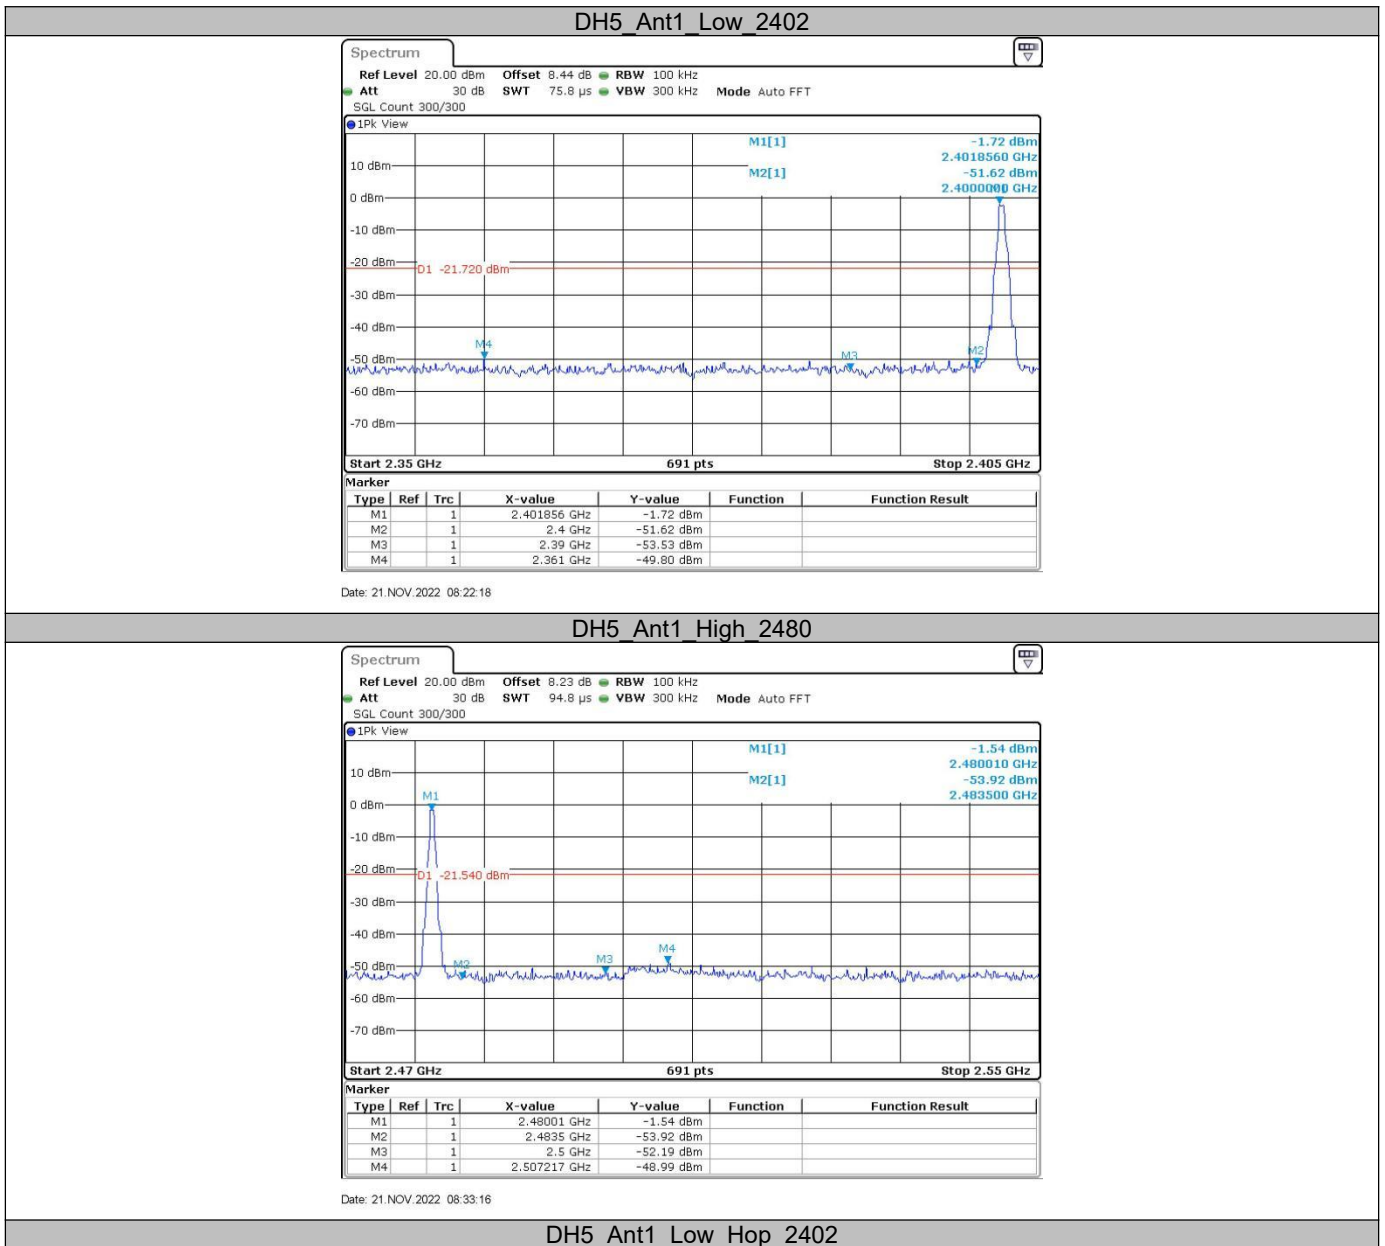 DH5_Ant1_Low_2402
Spectrum
Ref Level 20.00 dBm Offset 8.44 dB RBW 100 kHz
Att 30 dB SWT 75.8 µs VBW 300 kHz Mode Auto FFT
SGL Count 300/300
1Pk View
M1[1] -1.72 dBm
2.4018560 GHz
10 dBm
M2[1] -51.62 dBm
2.4000000 GHz
0 dBm
-10 dBm
-20 dBm
D1 -21.720 dBm
-30 dBm
-40 dBm
M4
M3
M2
-50 dBm
-60 dBm
-70 dBm
Start 2.35 GHz 691 pts Stop 2.405 GHz
Marker
Type Ref Trc X-value Y-value Function Function Result
M1 1 2.401856 GHz -1.72 dBm
M2 1 2.4 GHz -51.62 dBm
M3 1 2.39 GHz -53.53 dBm
M4 1 2.361 GHz -49.80 dBm
Date: 21.NOV.2022 08:22:18
DH5_Ant1_High_2480
Spectrum
Ref Level 20.00 dBm Offset 8.23 dB RBW 100 kHz
Att 30 dB SWT 94.8 µs VBW 300 kHz Mode Auto FFT
SGL Count 300/300
1Pk View
M1[1] -1.54 dBm
2.480010 GHz
10 dBm
M2[1] -53.92 dBm
2.483500 GHz
M1
0 dBm
-10 dBm
-20 dBm
D1 -21.540 dBm
-30 dBm
-40 dBm
M4
M3
M2
-50 dBm
-60 dBm
-70 dBm
Start 2.47 GHz 691 pts Stop 2.55 GHz
Marker
Type Ref Trc X-value Y-value Function Function Result
M1 1 2.48001 GHz -1.54 dBm
M2 1 2.4835 GHz -53.92 dBm
M3 1 2.5 GHz -52.19 dBm
M4 1 2.507217 GHz -48.99 dBm
Date: 21.NOV.2022 08:33:16
DH5_Ant1_Low_Hop_2402